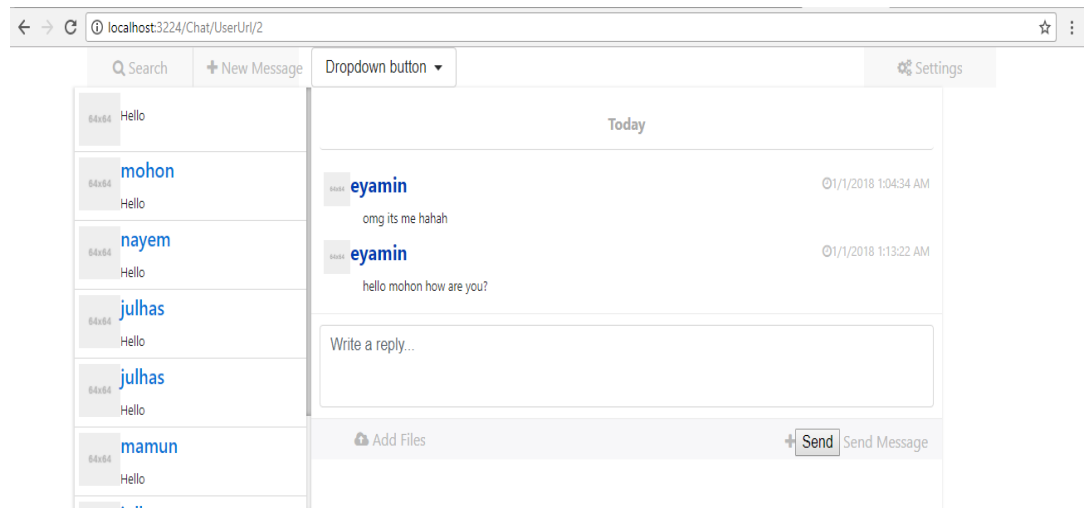 localhost:3224/Chat/UserUrl/2
Search
New Message
Dropdown button
Settings
64x64
Hello
64x64
mohon
Hello
64x64
nayem
Hello
64x64
julhas
Hello
64x64
julhas
Hello
64x64
mamun
Hello
Today
64x64
eyamin
1/1/2018 1:04:34 AM
omg its me hahah
64x64
eyamin
1/1/2018 1:13:22 AM
hello mohon how are you?
Write a reply...
Add Files
Send
Send Message